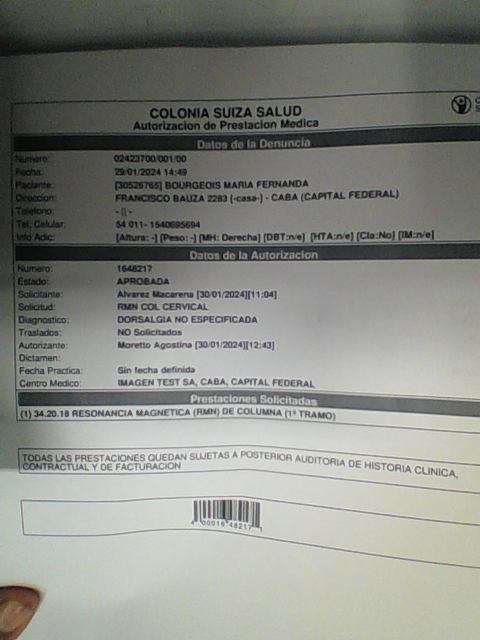 COLONIA SUIZA SALUD
Autorizacion de Prestacion Medica
Datos de la Denuncia
Numero: 02423700/001/00
Fecha: 29/01/2024 14:49
Paciente: [30526765] BOURGEOIS MARIA FERNANDA
Direccion: FRANCISCO BAUZA 2283 [-casa-] - CABA (CAPITAL FEDERAL)
Telefono: - || -
Tel. Celular: 54 011- 1540695694
Info Adic: [Altura: -] [Peso: -] [MH: Derecha] [DBT:n/e] [HTA:n/e] [Cla:No] [IM:n/e]
Datos de la Autorizacion
Numero: 1648217
Estado: APROBADA
Solicitante: Alvarez Macarena [30/01/2024][11:04]
Solicitud: RMN COL CERVICAL
Diagnostico: DORSALGIA NO ESPECIFICADA
Traslados: NO Solicitados
Autorizante: Moretto Agostina [30/01/2024][12:43]
Dictamen:
Fecha Practica: Sin fecha definida
Centro Medico: IMAGEN TEST SA, CABA, CAPITAL FEDERAL
Prestaciones Solicitadas
(1) 34.20.18 RESONANCIA MAGNETICA (RMN) DE COLUMNA (1° TRAMO)
TODAS LAS PRESTACIONES QUEDAN SUJETAS A POSTERIOR AUDITORIA DE HISTORIA CLINICA,
CONTRACTUAL Y DE FACTURACION